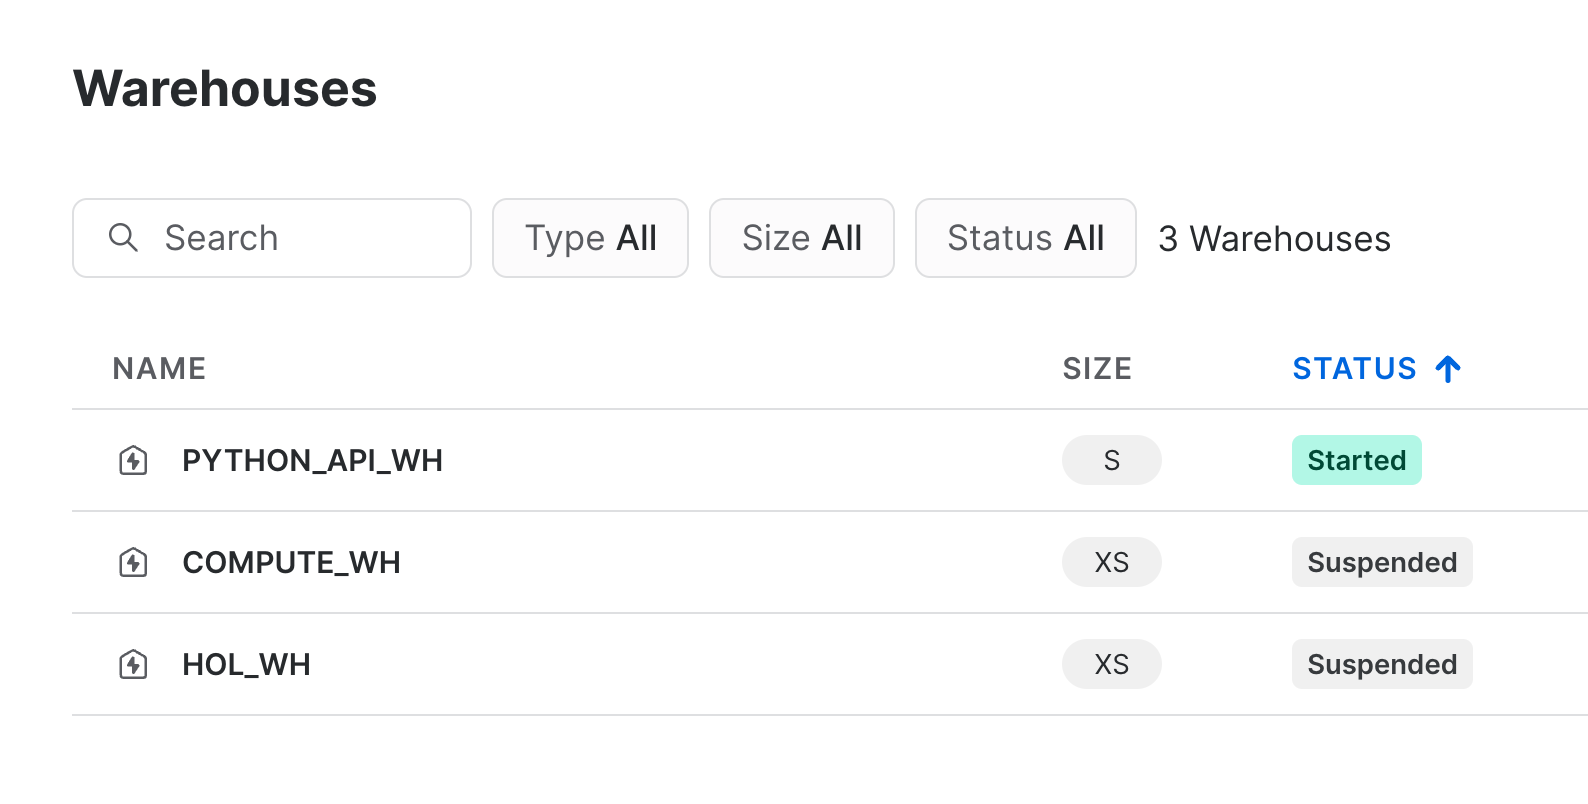 Warehouses
Search Type All Size All Status All 3 Warehouses
NAME SIZE STATUS
PYTHON_API_WH S Started
COMPUTE_WH XS Suspended
HOL_WH XS Suspended